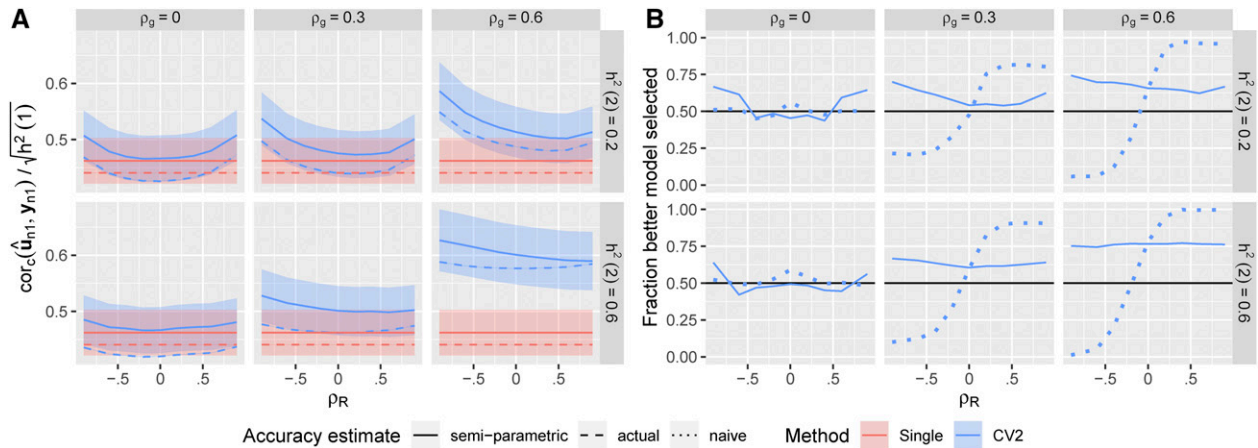 A
ρg = 0
ρg = 0.3
ρg = 0.6
cor_c(û_n1, y_n1) / √h² (1)
0.6
0.5
h² (2) = 0.2
0.6
0.5
h² (2) = 0.6
−.5 0 .5
−.5 0 .5
−.5 0 .5
ρR
B
ρg = 0
ρg = 0.3
ρg = 0.6
Fraction better model selected
1.00
0.75
0.50
0.25
0.00
h² (2) = 0.2
1.00
0.75
0.50
0.25
0.00
h² (2) = 0.6
−.5 0 .5
−.5 0 .5
−.5 0 .5
ρR
Accuracy estimate semi−parametric actual naive Method Single CV2